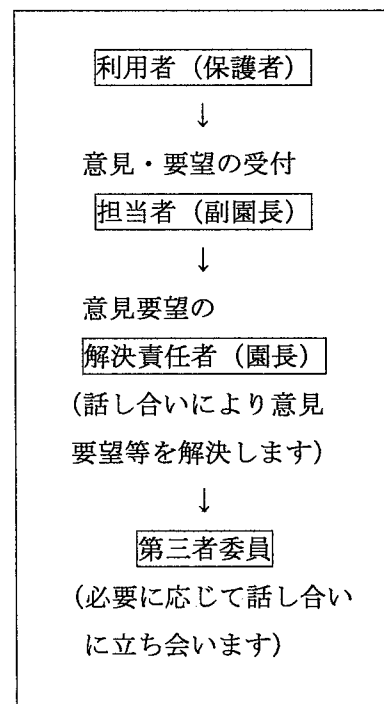 利用者（保護者）
↓
意見・要望の受付
担当者（副園長）
↓
意見要望の
解決責任者（園長）
（話し合いにより意見
要望等を解決します）
↓
第三者委員
（必要に応じて話し合い
に立ち会います）